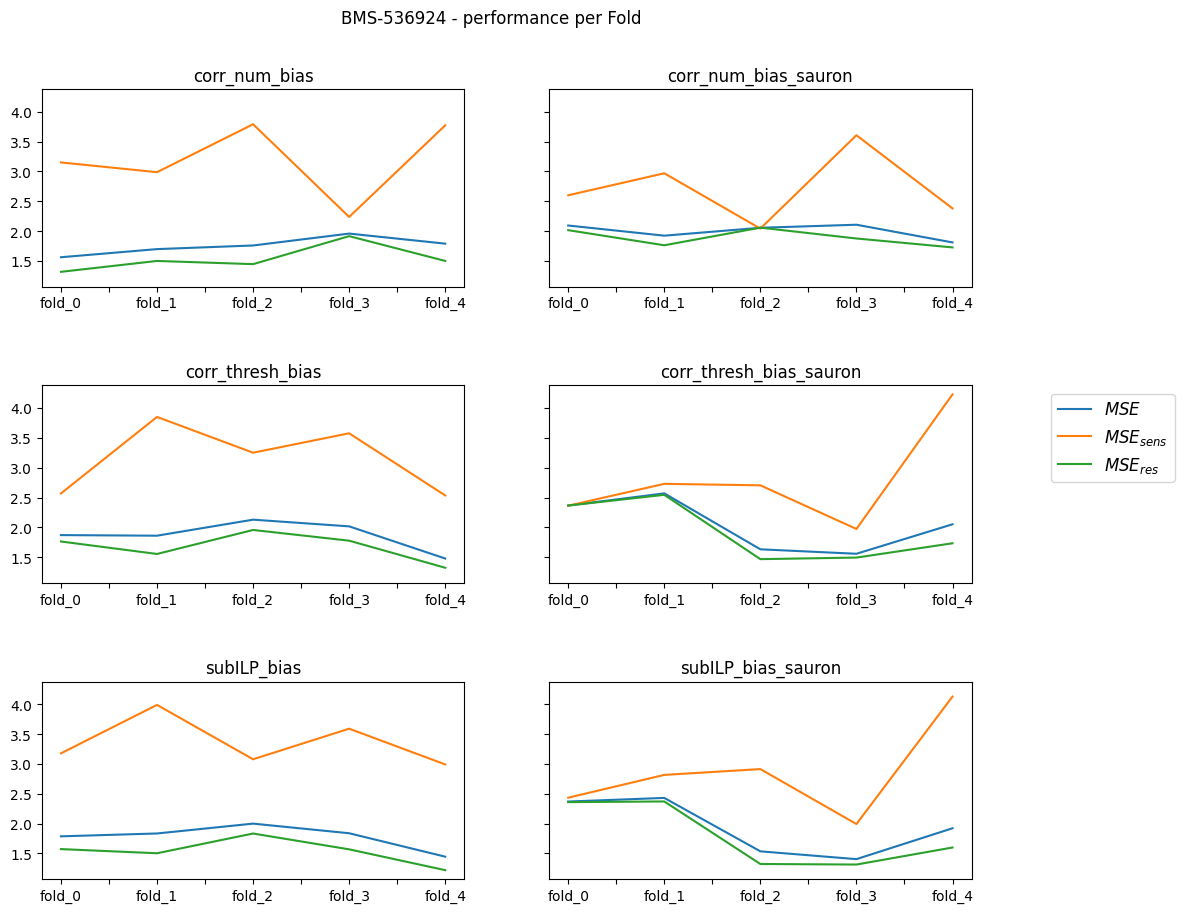 BMS-536924 - performance per Fold
corr_num_bias
4.0
3.5
3.0
2.5
2.0
1.5
fold_0 fold_1 fold_2 fold_3 fold_4
corr_num_bias_sauron
fold_0 fold_1 fold_2 fold_3 fold_4
corr_thresh_bias
4.0
3.5
3.0
2.5
2.0
1.5
fold_0 fold_1 fold_2 fold_3 fold_4
corr_thresh_bias_sauron
fold_0 fold_1 fold_2 fold_3 fold_4
MSE
MSE_sens
MSE_res
subILP_bias
4.0
3.5
3.0
2.5
2.0
1.5
fold_0 fold_1 fold_2 fold_3 fold_4
subILP_bias_sauron
fold_0 fold_1 fold_2 fold_3 fold_4